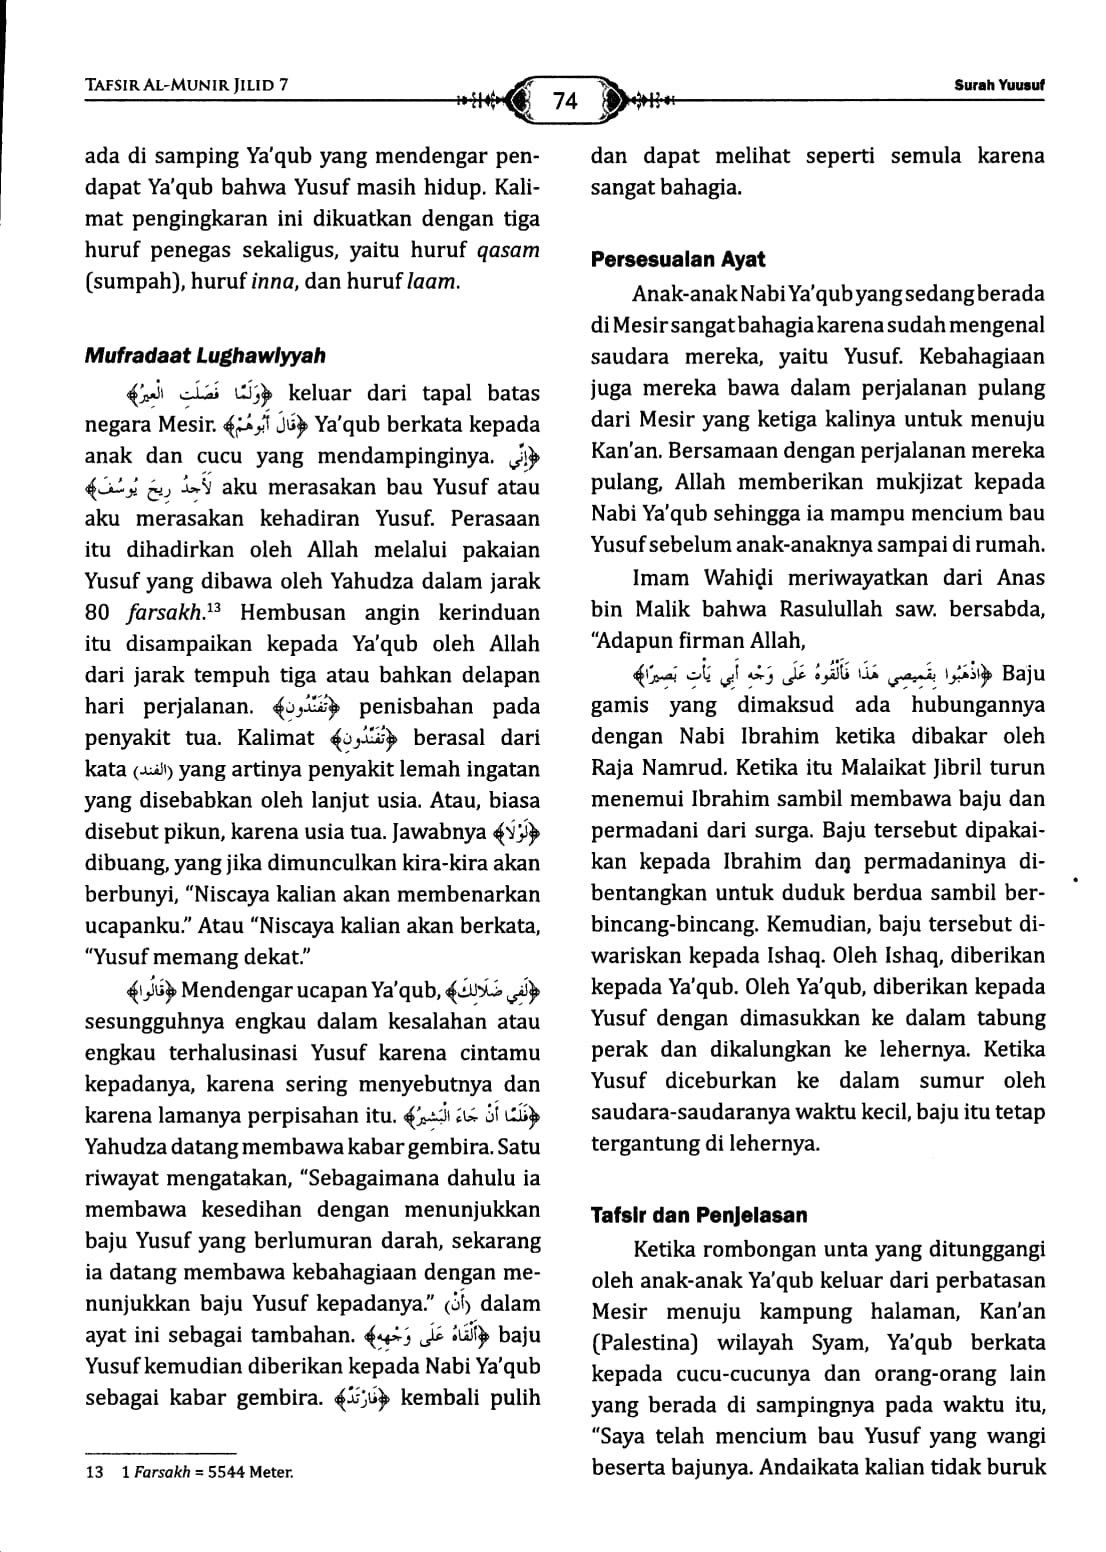 TAFSIR AL-MUNIR JILID 7
74
Surah Yuusuf
ada di samping Ya'qub yang mendengar pen-
dapat Ya'qub bahwa Yusuf masih hidup. Kali-
mat pengingkaran ini dikuatkan dengan tiga
huruf penegas sekaligus, yaitu huruf qasam
(sumpah), huruf inna, dan huruf laam.
Mufradaat Lughawiyyah
﴿وَلَمَّا فَصَلَتِ الْعِيْرُ﴾ keluar dari tapal batas
negara Mesir. ﴿قَالَ أَبُوهُمْ﴾ Ya'qub berkata kepada
anak dan cucu yang mendampinginya. ﴿إِنِّي
لَأَجِدُ رِيحَ يُوسُفَ﴾ aku merasakan bau Yusuf atau
aku merasakan kehadiran Yusuf. Perasaan
itu dihadirkan oleh Allah melalui pakaian
Yusuf yang dibawa oleh Yahudza dalam jarak
80 farsakh.13 Hembusan angin kerinduan
itu disampaikan kepada Ya'qub oleh Allah
dari jarak tempuh tiga atau bahkan delapan
hari perjalanan. ﴿تُفَنِّدُونِ﴾ penisbahan pada
penyakit tua. Kalimat ﴿تُفَنِّدُونِ﴾ berasal dari
kata (الفند) yang artinya penyakit lemah ingatan
yang disebabkan oleh lanjut usia. Atau, biasa
disebut pikun, karena usia tua. Jawabnya ﴿لَوْلَا﴾
dibuang, yang jika dimunculkan kira-kira akan
berbunyi, "Niscaya kalian akan membenarkan
ucapanku." Atau "Niscaya kalian akan berkata,
"Yusuf memang dekat."
﴿قَالُوا﴾ Mendengar ucapan Ya'qub, ﴿لَفِي ضَلَالِكَ﴾
sesungguhnya engkau dalam kesalahan atau
engkau terhalusinasi Yusuf karena cintamu
kepadanya, karena sering menyebutnya dan
karena lamanya perpisahan itu. ﴿فَلَمَّا أَنْ جَاءَ الْبَشِيرُ﴾
Yahudza datang membawa kabar gembira. Satu
riwayat mengatakan, "Sebagaimana dahulu ia
membawa kesedihan dengan menunjukkan
baju Yusuf yang berlumuran darah, sekarang
ia datang membawa kebahagiaan dengan me-
nunjukkan baju Yusuf kepadanya." (أَنْ) dalam
ayat ini sebagai tambahan. ﴿أَلْقَاهُ عَلَى وَجْهِهِ﴾ baju
Yusuf kemudian diberikan kepada Nabi Ya'qub
sebagai kabar gembira. ﴿فَارْتَدَّ﴾ kembali pulih
13 1 Farsakh = 5544 Meter.
dan dapat melihat seperti semula karena
sangat bahagia.
Persesuaian Ayat
Anak-anak Nabi Ya'qub yang sedang berada
di Mesir sangat bahagia karena sudah mengenal
saudara mereka, yaitu Yusuf. Kebahagiaan
juga mereka bawa dalam perjalanan pulang
dari Mesir yang ketiga kalinya untuk menuju
Kan'an. Bersamaan dengan perjalanan mereka
pulang, Allah memberikan mukjizat kepada
Nabi Ya'qub sehingga ia mampu mencium bau
Yusuf sebelum anak-anaknya sampai di rumah.
Imam Wahidi meriwayatkan dari Anas
bin Malik bahwa Rasulullah saw. bersabda,
"Adapun firman Allah,
﴿اذْهَبُوا بِقَمِيصِي هَذَا فَأَلْقُوهُ عَلَى وَجْهِ أَبِي يَأْتِ بَصِيرًا﴾ Baju
gamis yang dimaksud ada hubungannya
dengan Nabi Ibrahim ketika dibakar oleh
Raja Namrud. Ketika itu Malaikat Jibril turun
menemui Ibrahim sambil membawa baju dan
permadani dari surga. Baju tersebut dipakai-
kan kepada Ibrahim dan permadaninya di-
bentangkan untuk duduk berdua sambil ber-
bincang-bincang. Kemudian, baju tersebut di-
wariskan kepada Ishaq. Oleh Ishaq, diberikan
kepada Ya'qub. Oleh Ya'qub, diberikan kepada
Yusuf dengan dimasukkan ke dalam tabung
perak dan dikalungkan ke lehernya. Ketika
Yusuf diceburkan ke dalam sumur oleh
saudara-saudaranya waktu kecil, baju itu tetap
tergantung di lehernya.
Tafsir dan Penjelasan
Ketika rombongan unta yang ditunggangi
oleh anak-anak Ya'qub keluar dari perbatasan
Mesir menuju kampung halaman, Kan'an
(Palestina) wilayah Syam, Ya'qub berkata
kepada cucu-cucunya dan orang-orang lain
yang berada di sampingnya pada waktu itu,
"Saya telah mencium bau Yusuf yang wangi
beserta bajunya. Andaikata kalian tidak buruk